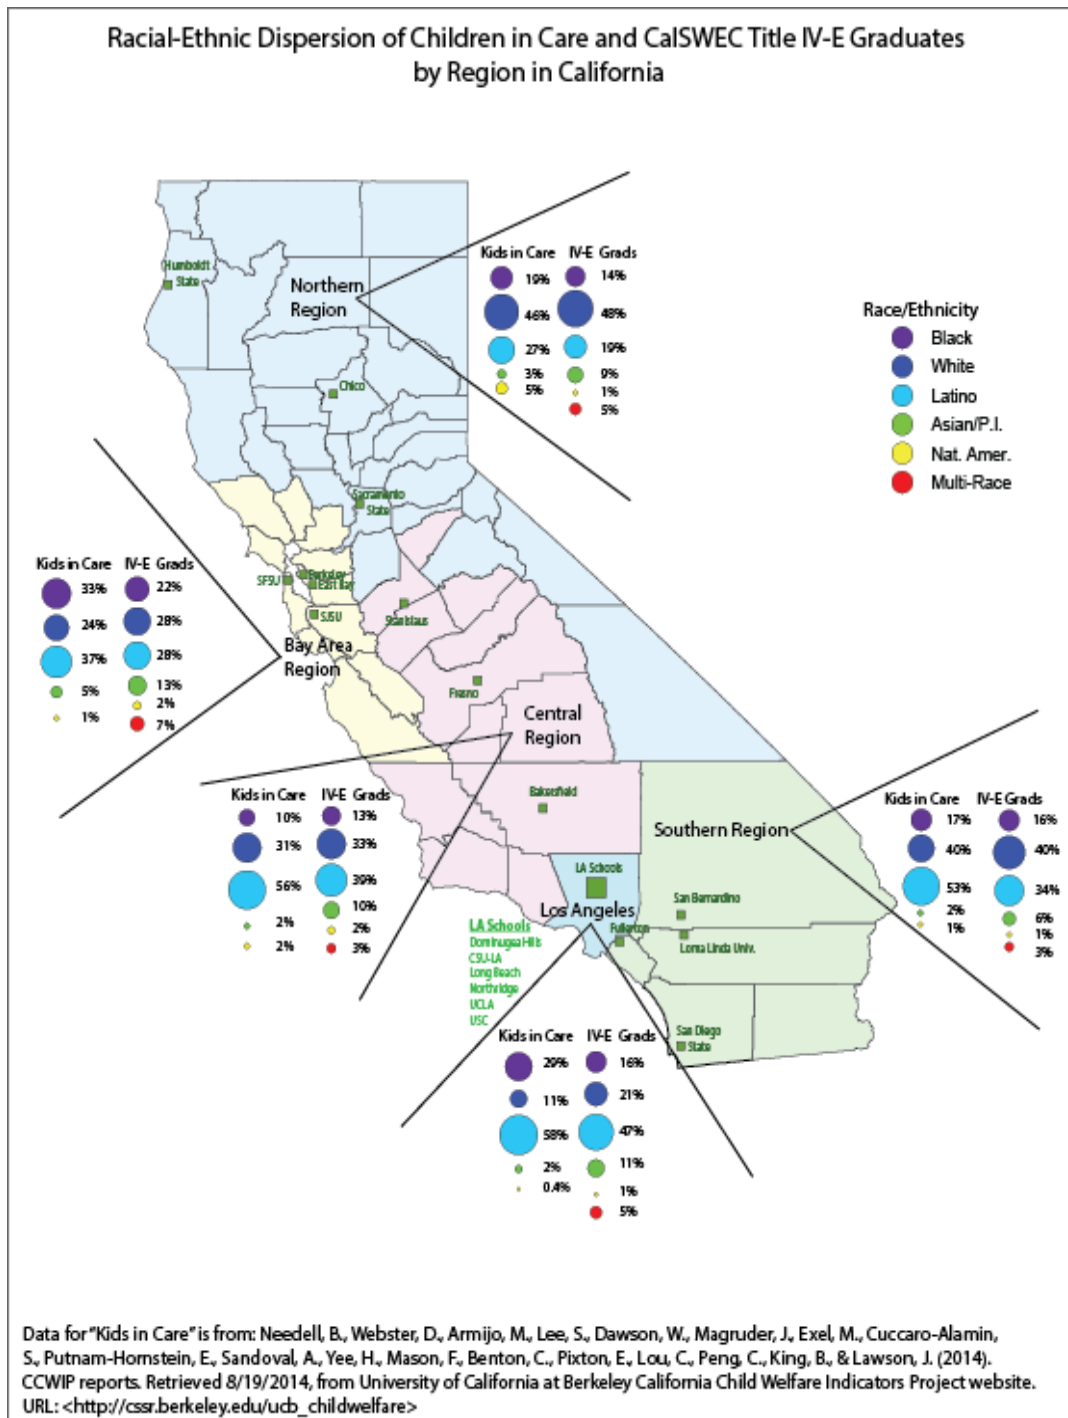 Racial-Ethnic Dispersion of Children in Care and CalSWEC Title IV-E Graduates
by Region in California
Kids in Care IV-E Grads
19% 14%
46% 48%
27% 19%
3% 9%
5% 1%
5%
Humboldt
State
Northern
Region
Race/Ethnicity
Black
White
Latino
Asian/P.I.
Nat. Amer.
Multi-Race
Chico
Sacramento
State
Kids in Care IV-E Grads
33% 22%
24% 28%
37% 28%
5% 13%
1% 2%
7%
SFSU
Berkeley
East Bay
SJSU
Stanislaus
Bay Area
Region
Fresno
Central
Region
Kids in Care IV-E Grads
10% 13%
31% 33%
56% 39%
2% 10%
2% 2%
3%
Bakersfield
Southern Region
Kids in Care IV-E Grads
17% 16%
40% 40%
53% 34%
2% 6%
1% 1%
3%
LA Schools
Los Angeles
San Bernardino
Fullerton
Loma Linda Univ.
LA Schools
Dominugea Hills
CSU-LA
Long Beach
Northridge
UCLA
USC
San Diego
State
Kids in Care IV-E Grads
29% 16%
11% 21%
58% 47%
2% 11%
0.4% 1%
5%
Data for "Kids in Care" is from: Needell, B., Webster, D., Armijo, M., Lee, S., Dawson, W., Magruder, J., Exel, M., Cuccaro-Alamin,
S., Putnam-Hornstein, E., Sandoval, A., Yee, H., Mason, F., Benton, C., Pixton, E., Lou, C., Peng, C., King, B., & Lawson, J. (2014).
CCWIP reports. Retrieved 8/19/2014, from University of California at Berkeley California Child Welfare Indicators Project website.
URL: <http://cssr.berkeley.edu/ucb_childwelfare>